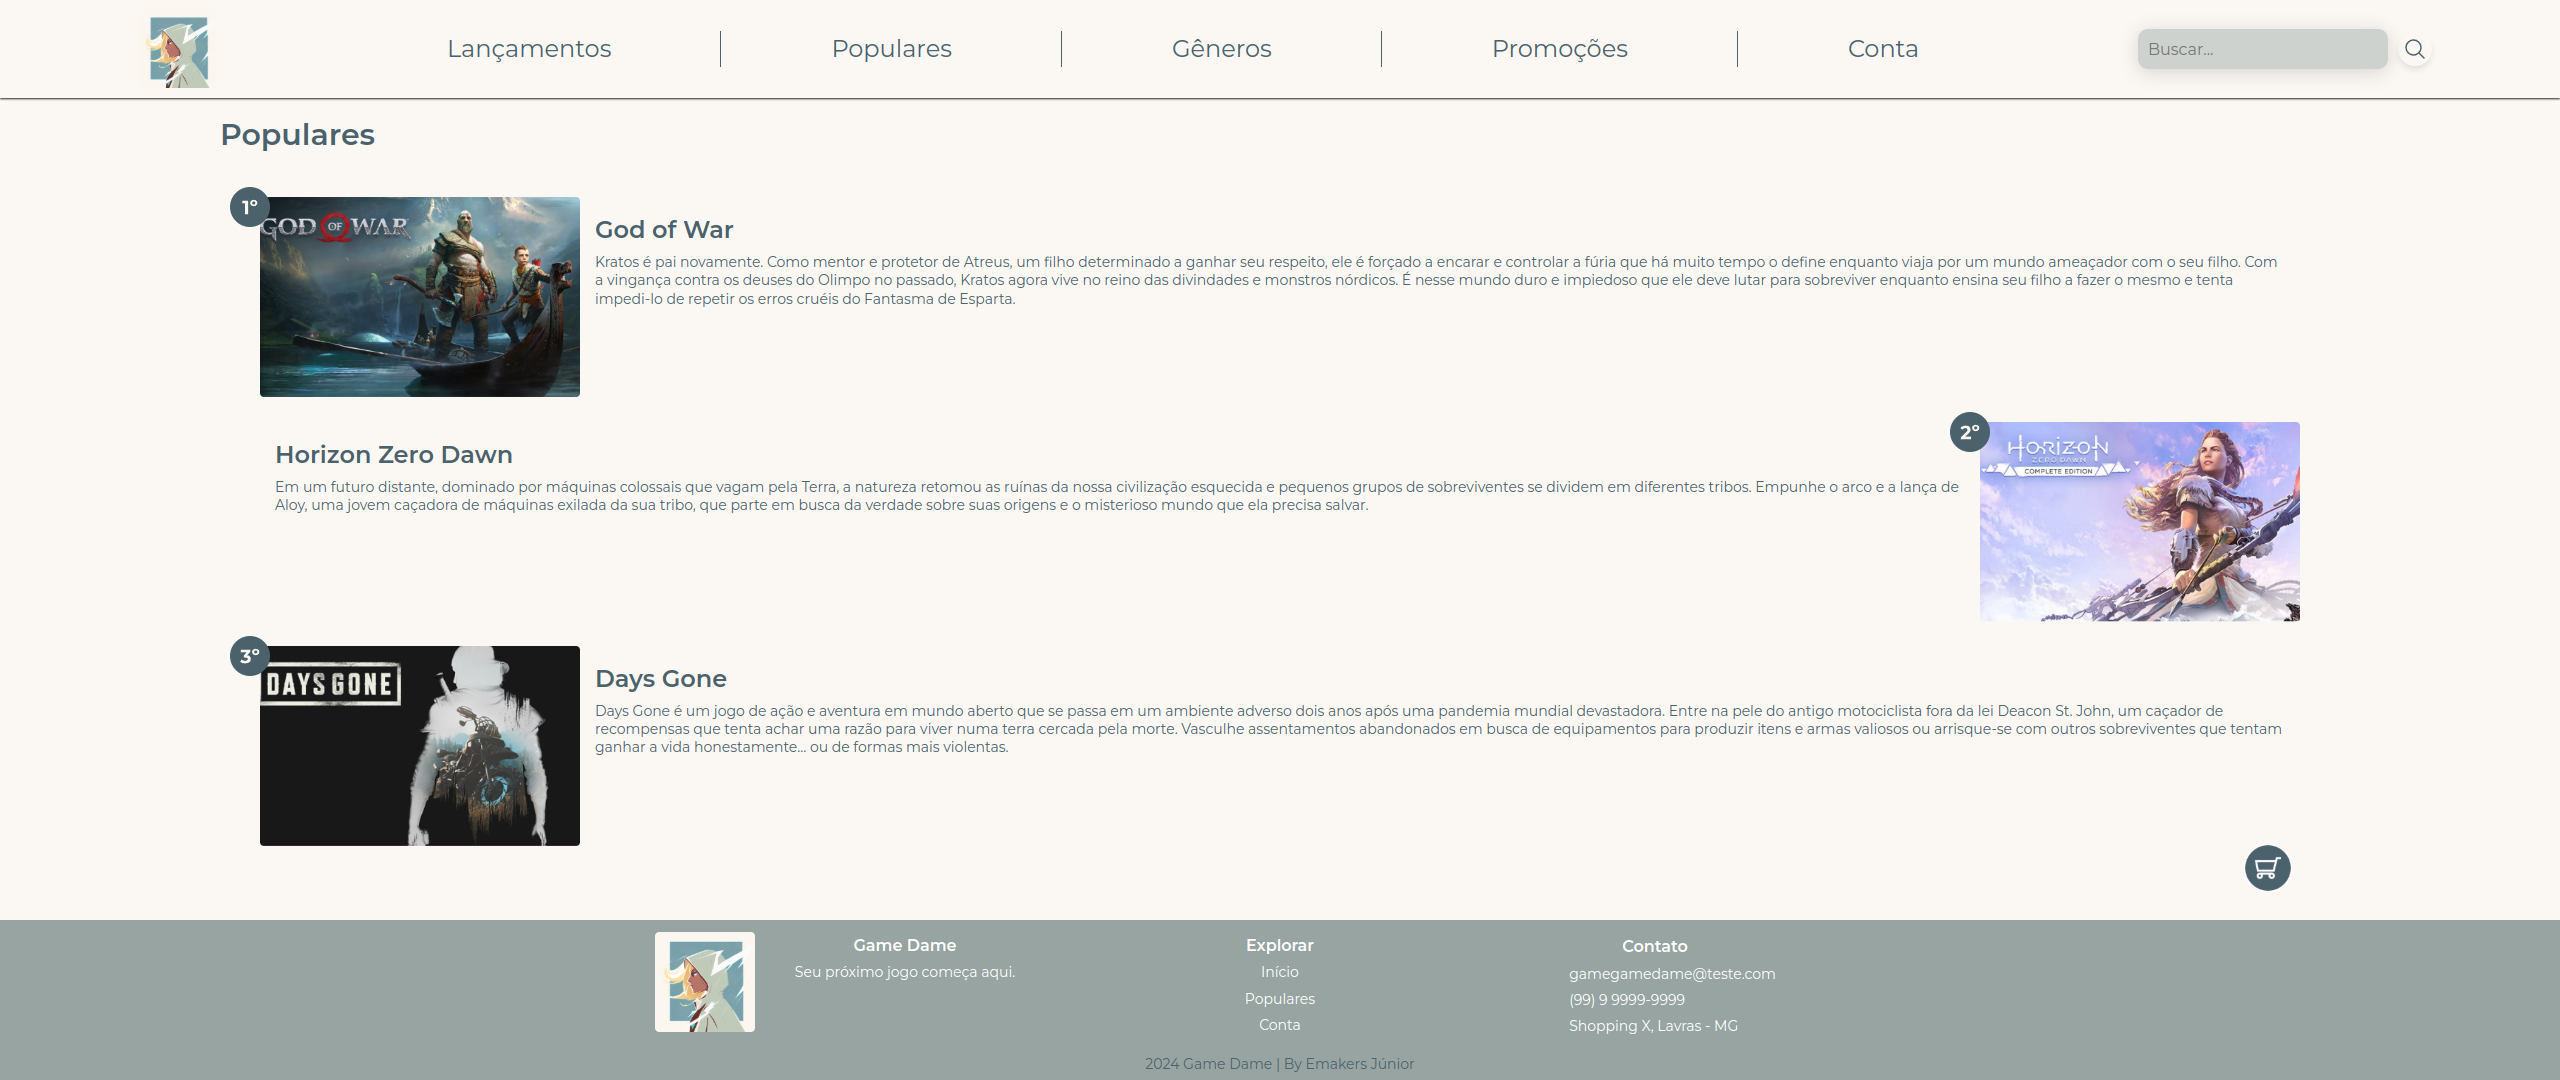 Lançamentos
Populares
Gêneros
Promoções
Conta
Buscar...
Populares
1º
GOD OF WAR
God of War
Kratos é pai novamente. Como mentor e protetor de Atreus, um filho determinado a ganhar seu respeito, ele é forçado a encarar e controlar a fúria que há muito tempo o define enquanto viaja por um mundo ameaçador com o seu filho. Com
a vingança contra os deuses do Olimpo no passado, Kratos agora vive no reino das divindades e monstros nórdicos. É nesse mundo duro e impiedoso que ele deve lutar para sobreviver enquanto ensina seu filho a fazer o mesmo e tenta
impedi-lo de repetir os erros cruéis do Fantasma de Esparta.
Horizon Zero Dawn
Em um futuro distante, dominado por máquinas colossais que vagam pela Terra, a natureza retomou as ruínas da nossa civilização esquecida e pequenos grupos de sobreviventes se dividem em diferentes tribos. Empunhe o arco e a lança de
Aloy, uma jovem caçadora de máquinas exilada da sua tribo, que parte em busca da verdade sobre suas origens e o misterioso mundo que ela precisa salvar.
2º
HORIZON
ZERO DAWN
COMPLETE EDITION
3º
DAYS GONE
Days Gone
Days Gone é um jogo de ação e aventura em mundo aberto que se passa em um ambiente adverso dois anos após uma pandemia mundial devastadora. Entre na pele do antigo motociclista fora da lei Deacon St. John, um caçador de
recompensas que tenta achar uma razão para viver numa terra cercada pela morte. Vasculhe assentamentos abandonados em busca de equipamentos para produzir itens e armas valiosos ou arrisque-se com outros sobreviventes que tentam
ganhar a vida honestamente... ou de formas mais violentas.
Game Dame
Seu próximo jogo começa aqui.
Explorar
Início
Populares
Conta
Contato
gamegamedame@teste.com
(99) 9 9999-9999
Shopping X, Lavras - MG
2024 Game Dame | By Emakers Júnior